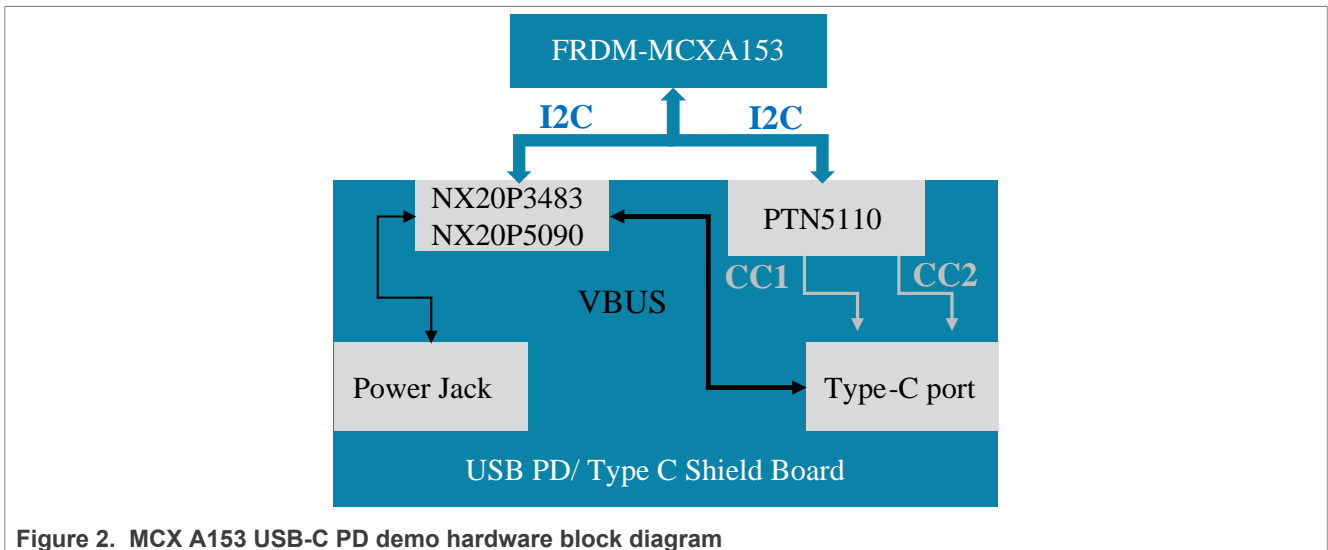 FRDM-MCXA153
I2C
I2C
NX20P3483
NX20P5090
PTN5110
CC1
CC2
VBUS
Power Jack
Type-C port
USB PD/ Type C Shield Board
Figure 2. MCX A153 USB-C PD demo hardware block diagram